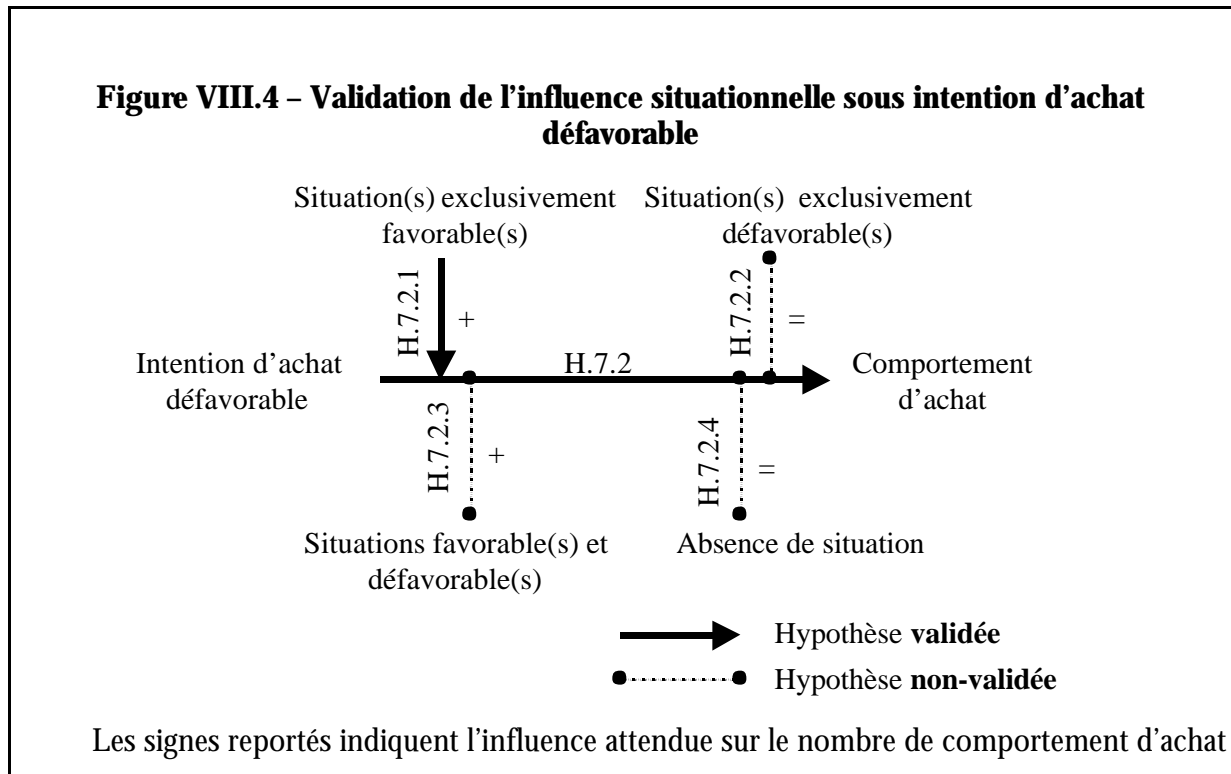 Figure VIII.4 – Validation de l'influence situationnelle sous intention d'achat
défavorable
Situation(s) exclusivement
favorable(s)
Situation(s) exclusivement
défavorable(s)
H.7.2.1
+
H.7.2.2
=
Intention d'achat
défavorable
H.7.2
Comportement
d'achat
H.7.2.3
+
H.7.2.4
=
Situations favorable(s) et
défavorable(s)
Absence de situation
Hypothèse validée
Hypothèse non-validée
Les signes reportés indiquent l'influence attendue sur le nombre de comportement d'achat